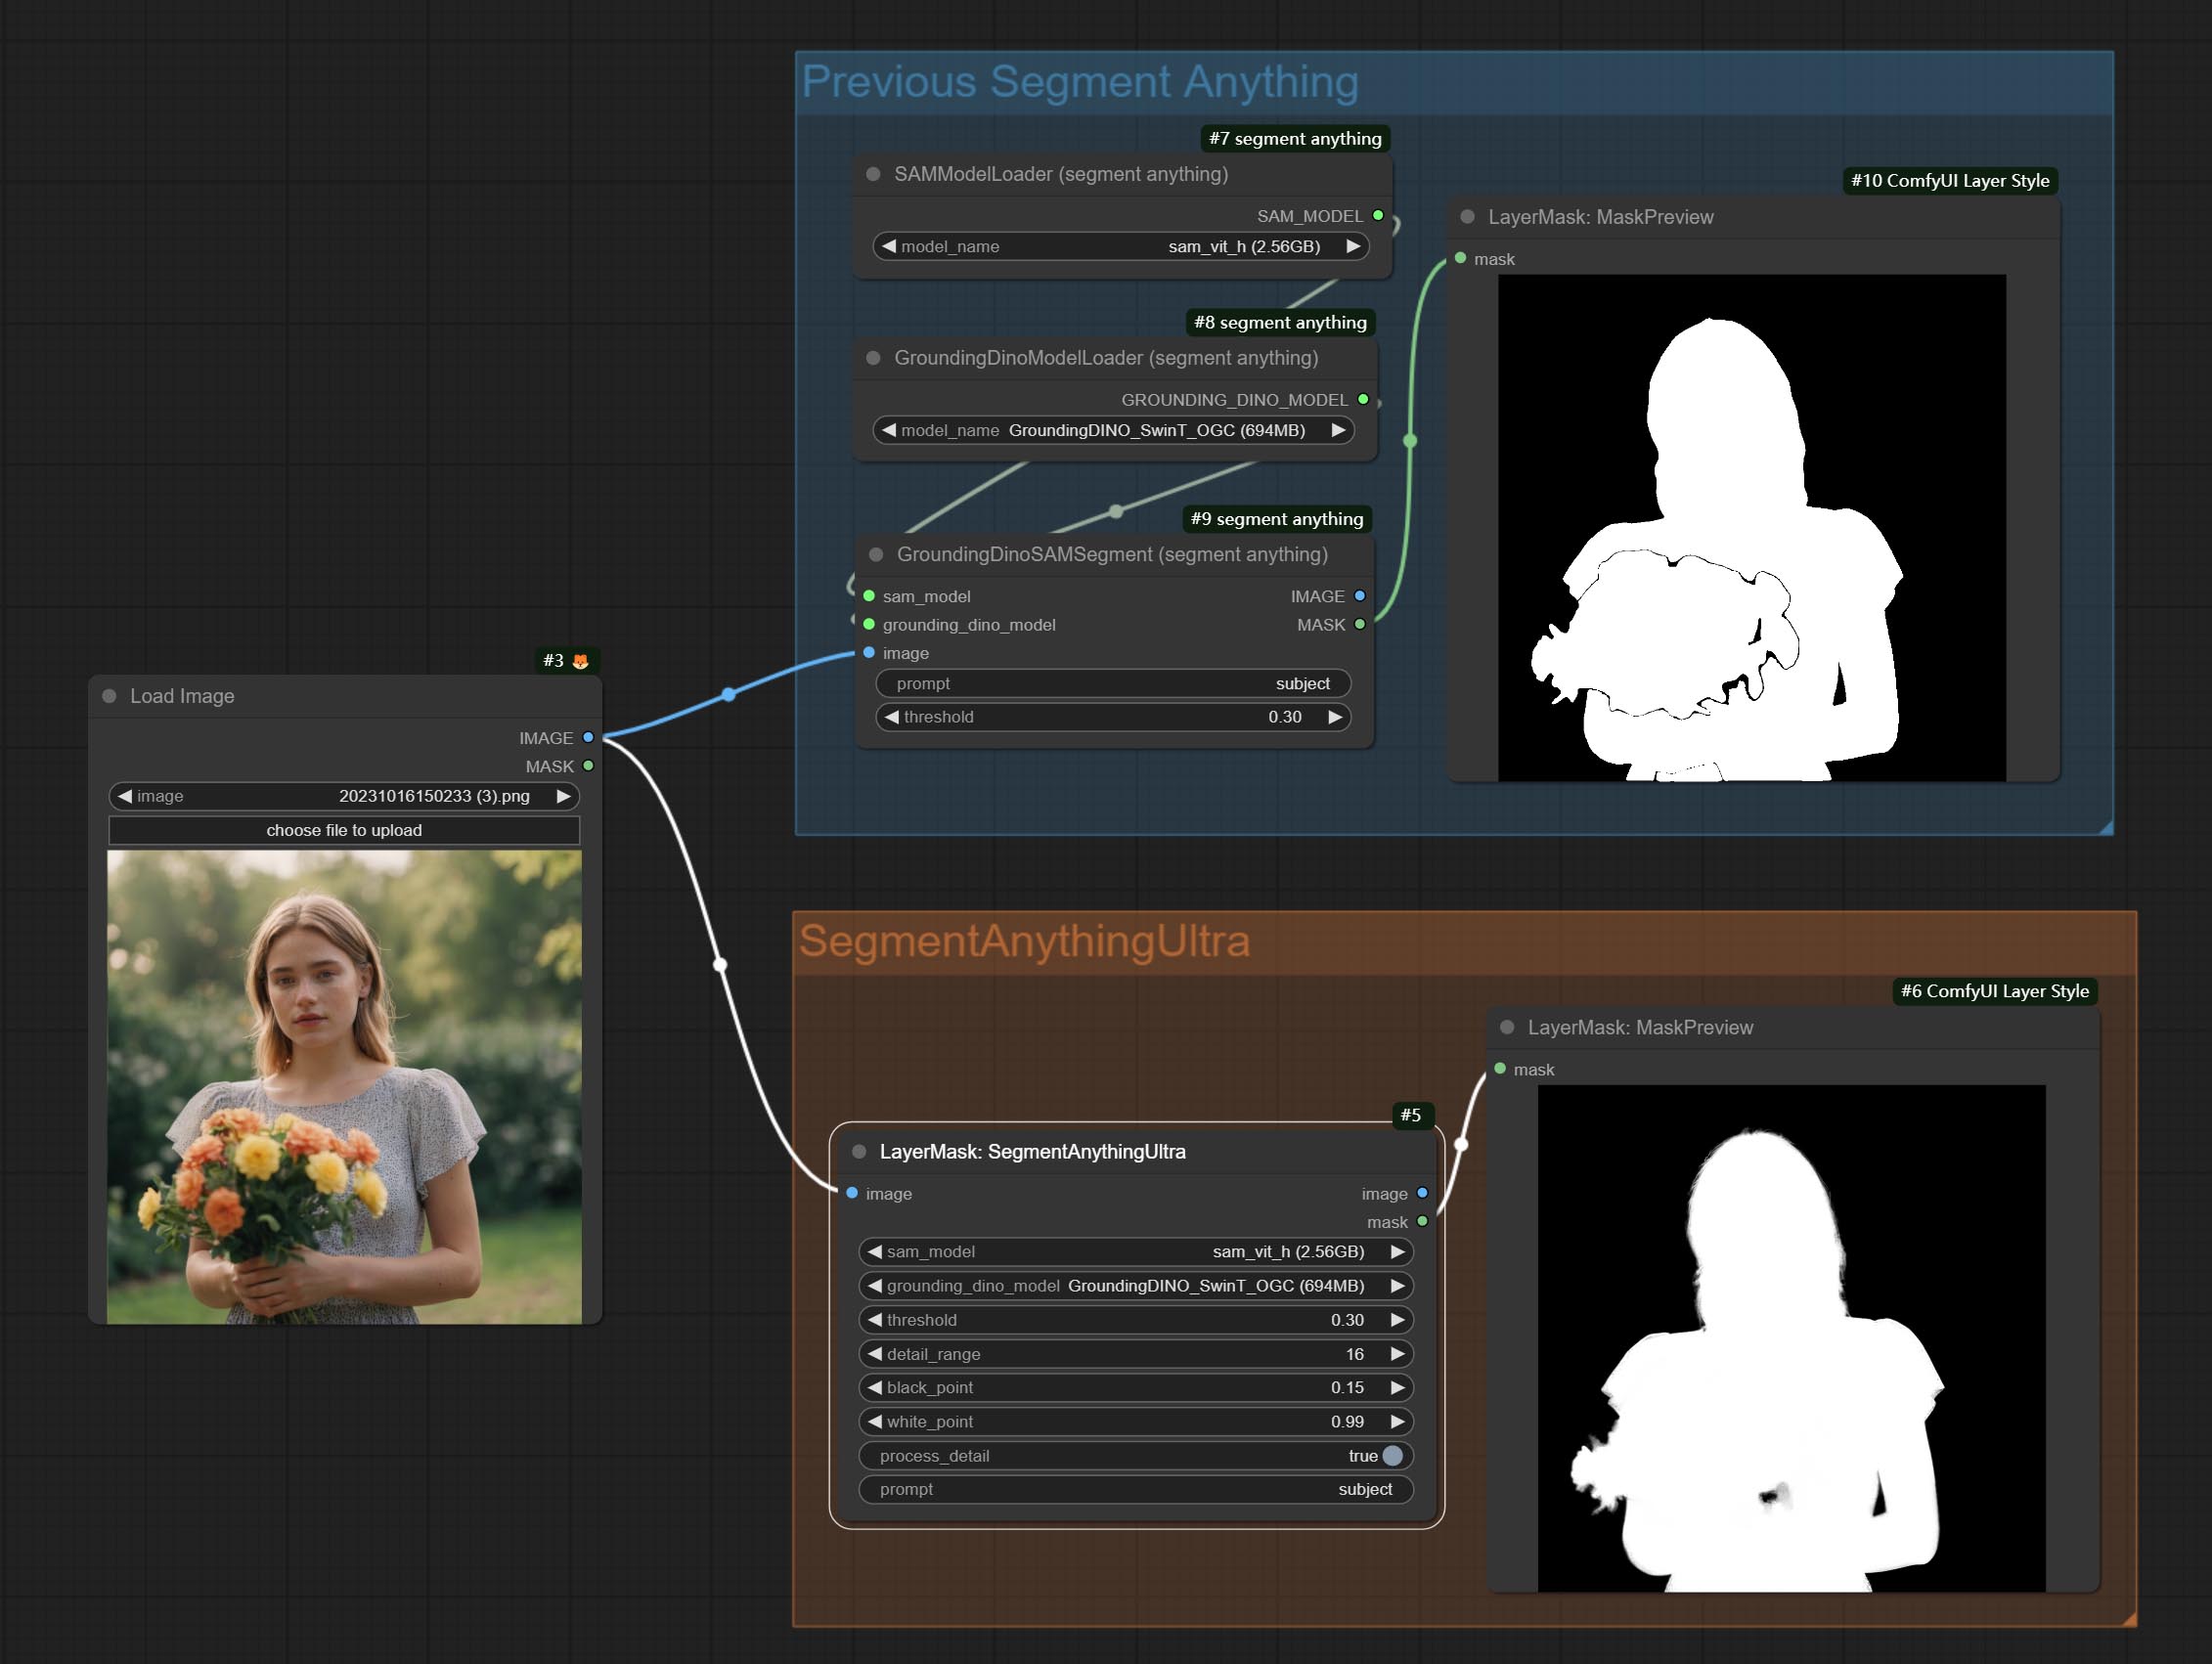 Previous Segment Anything
#7 segment anything
SAMModelLoader (segment anything)
SAM_MODEL
model_name sam_vit_h (2.56GB)
#8 segment anything
GroundingDinoModelLoader (segment anything)
GROUNDING_DINO_MODEL
model_name GroundingDINO_SwinT_OGC (694MB)
#9 segment anything
GroundingDinoSAMSegment (segment anything)
sam_model IMAGE
grounding_dino_model MASK
image
prompt subject
threshold 0.30
#10 ComfyUI Layer Style
LayerMask: MaskPreview
mask
#3
Load Image
IMAGE
MASK
image 20231016150233 (3).png
choose file to upload
SegmentAnythingUltra
#5
LayerMask: SegmentAnythingUltra
image image
mask
sam_model sam_vit_h (2.56GB)
grounding_dino_model GroundingDINO_SwinT_OGC (694MB)
threshold 0.30
detail_range 16
black_point 0.15
white_point 0.99
process_detail true
prompt subject
#6 ComfyUI Layer Style
LayerMask: MaskPreview
mask